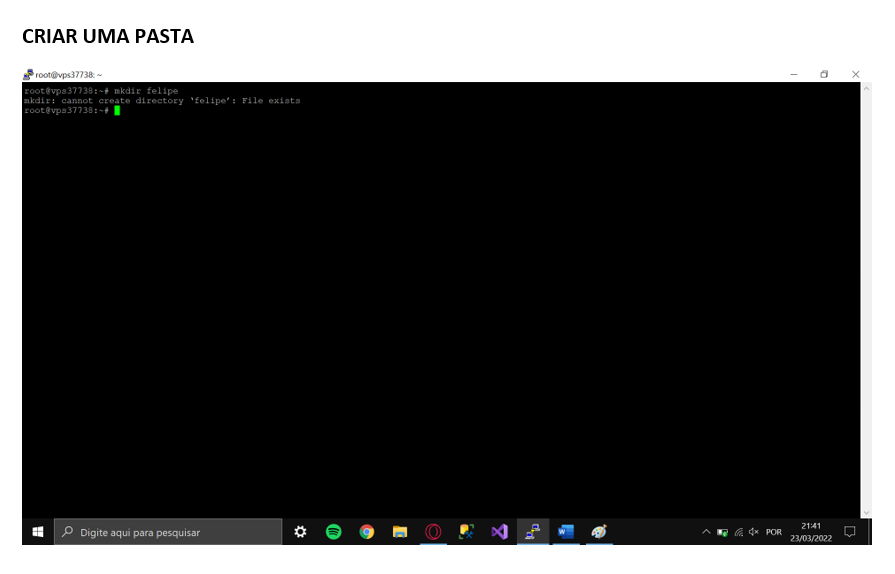 CRIAR UMA PASTA
root@vps37738: ~
root@vps37738:~# mkdir felipe
mkdir: cannot create directory ‘felipe’: File exists
root@vps37738:~#
Digite aqui para pesquisar
POR
21:41
23/03/2022